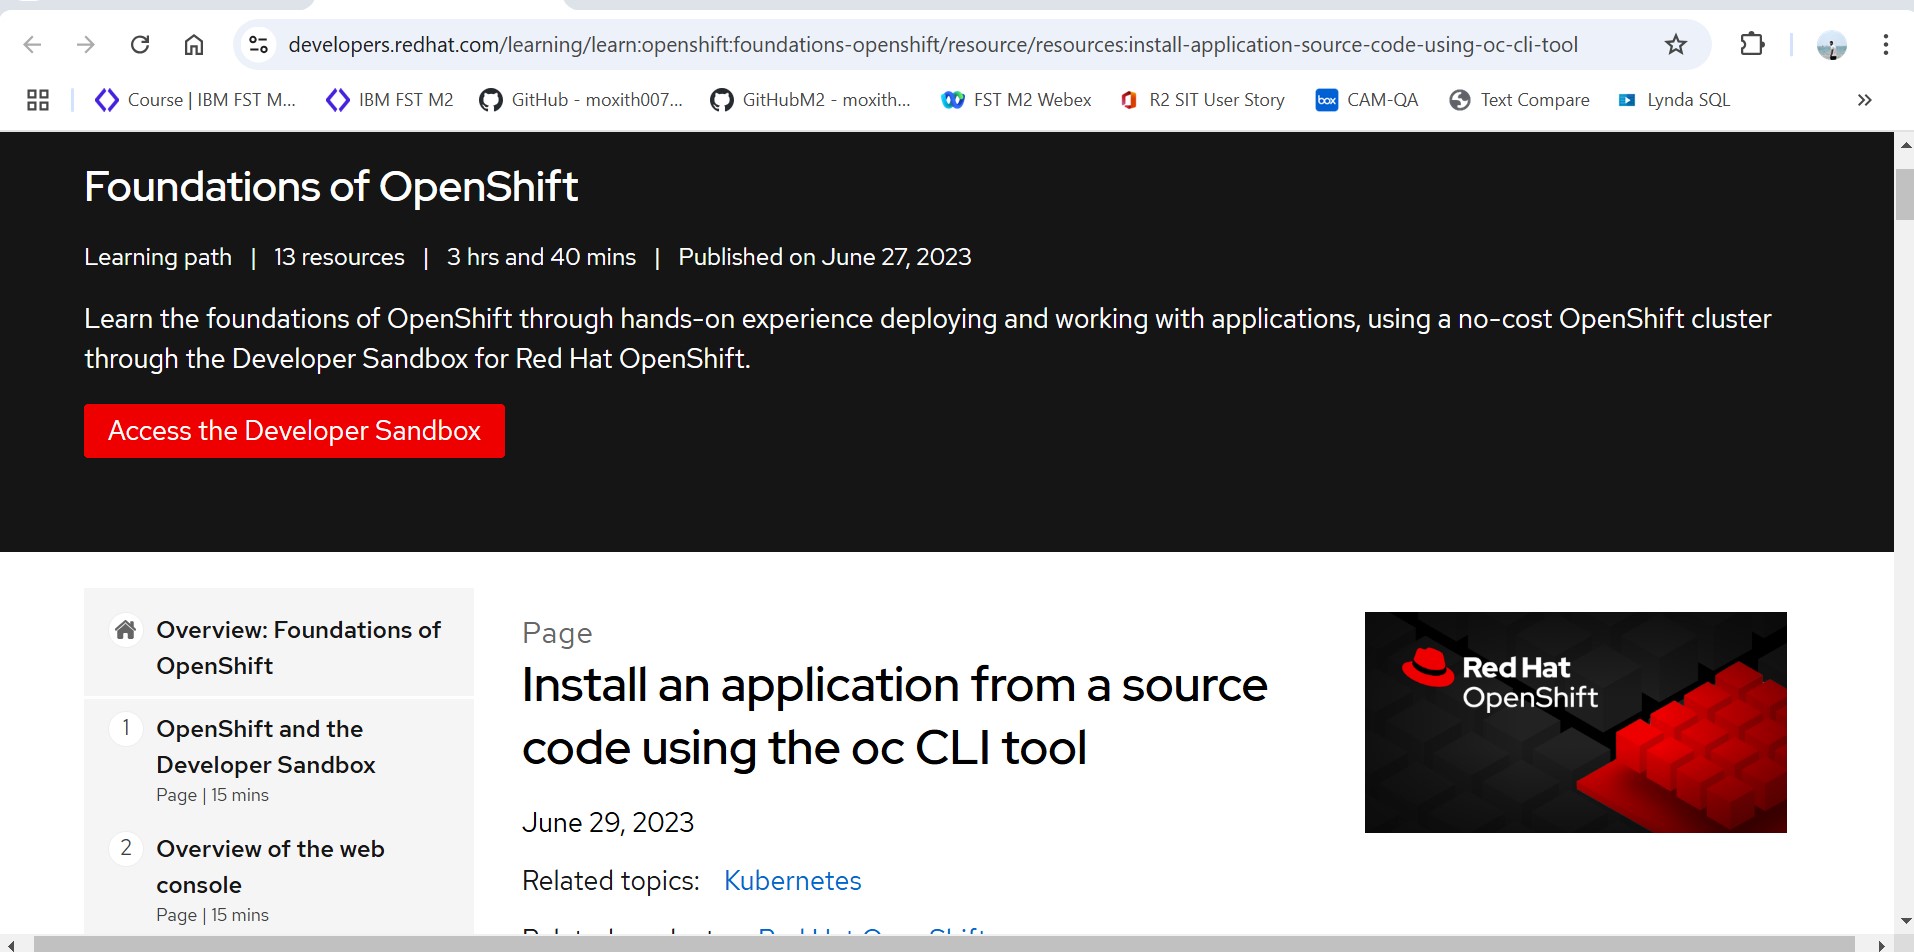 developers.redhat.com/learning/learn:openshift:foundations-openshift/resource/resources:install-application-source-code-using-oc-cli-tool
Course | IBM FST M... IBM FST M2 GitHub - moxith007... GitHubM2 - moxith... FST M2 Webex R2 SIT User Story box CAM-QA Text Compare Lynda SQL
Foundations of OpenShift
Learning path | 13 resources | 3 hrs and 40 mins | Published on June 27, 2023
Learn the foundations of OpenShift through hands-on experience deploying and working with applications, using a no-cost OpenShift cluster
through the Developer Sandbox for Red Hat OpenShift.
Access the Developer Sandbox
Overview: Foundations of
OpenShift
1 OpenShift and the
Developer Sandbox
Page | 15 mins
2 Overview of the web
console
Page | 15 mins
Page
Install an application from a source
code using the oc CLI tool
June 29, 2023
Related topics: Kubernetes
Red Hat
OpenShift